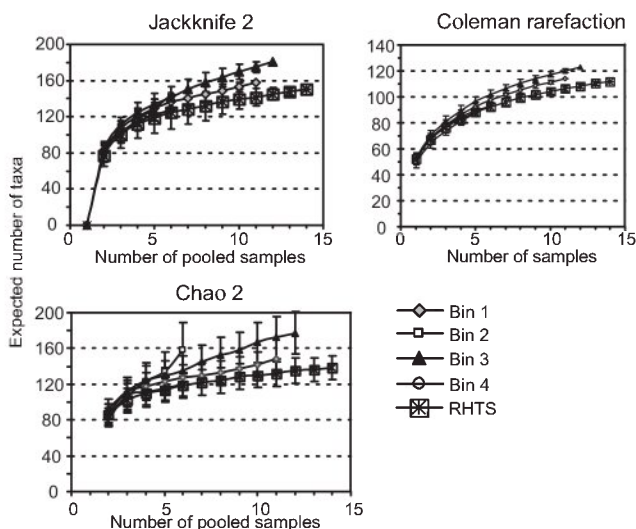 Jackknife 2
Coleman rarefaction
Expected number of taxa
200
160
120
80
40
0
0
5
10
15
Number of pooled samples
140
120
100
80
60
40
20
0
0
5
10
15
Number of samples
Chao 2
200
160
120
80
40
0
0
5
10
15
Number of pooled samples
Bin 1
Bin 2
Bin 3
Bin 4
RHTS